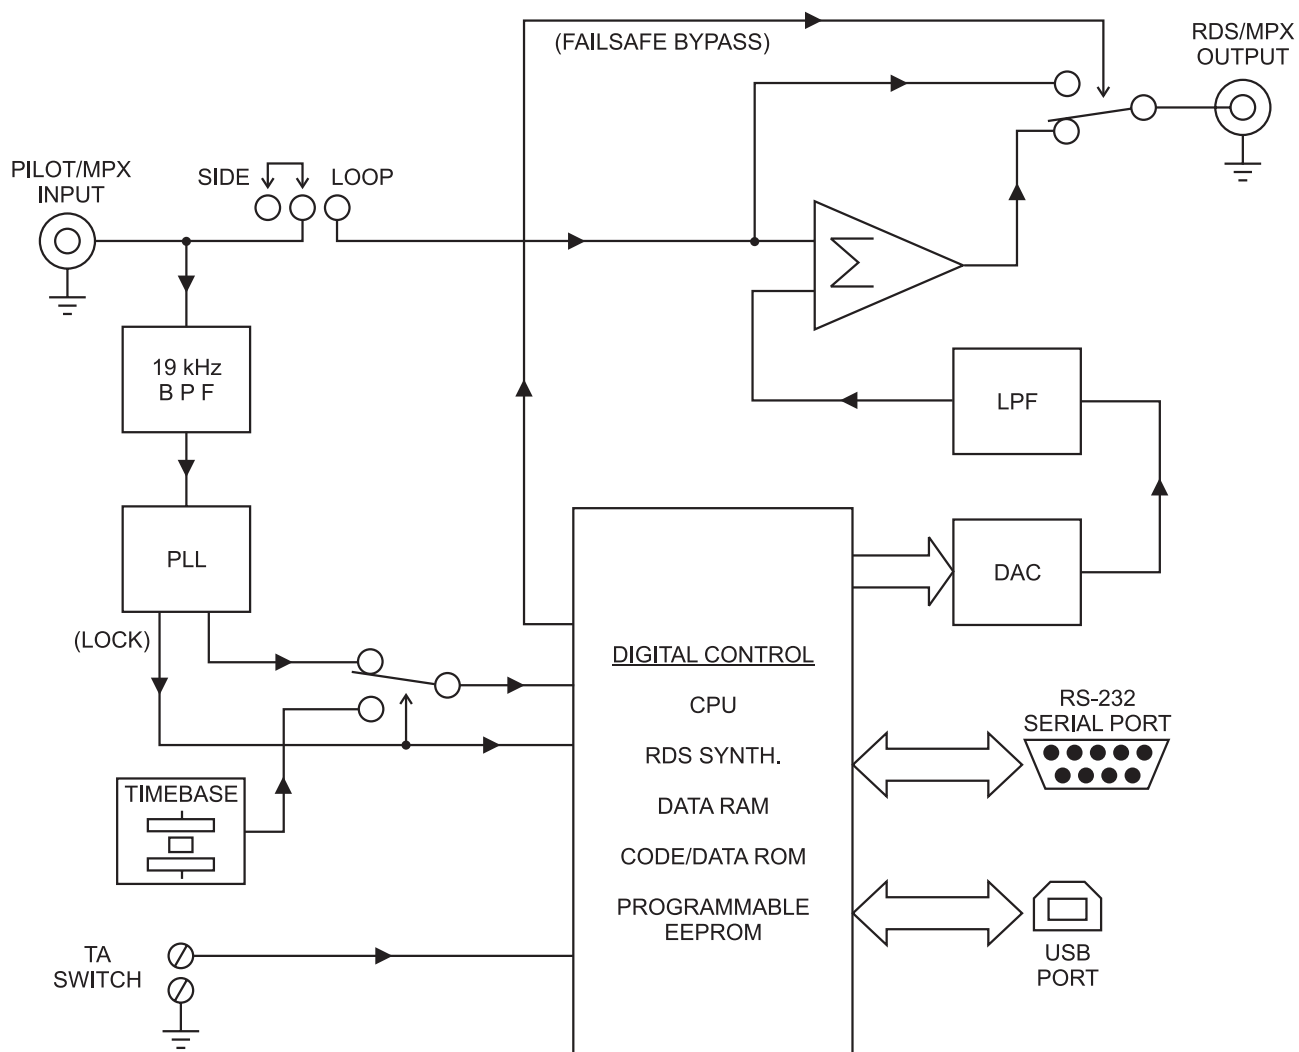 (FAILSAFE BYPASS)
RDS/MPX
OUTPUT
PILOT/MPX
INPUT
SIDE
LOOP
19 kHz
B P F
LPF
PLL
DAC
(LOCK)
DIGITAL CONTROL
CPU
RDS SYNTH.
DATA RAM
CODE/DATA ROM
PROGRAMMABLE
EEPROM
RS-232
SERIAL PORT
TIMEBASE
TA
SWITCH
USB
PORT